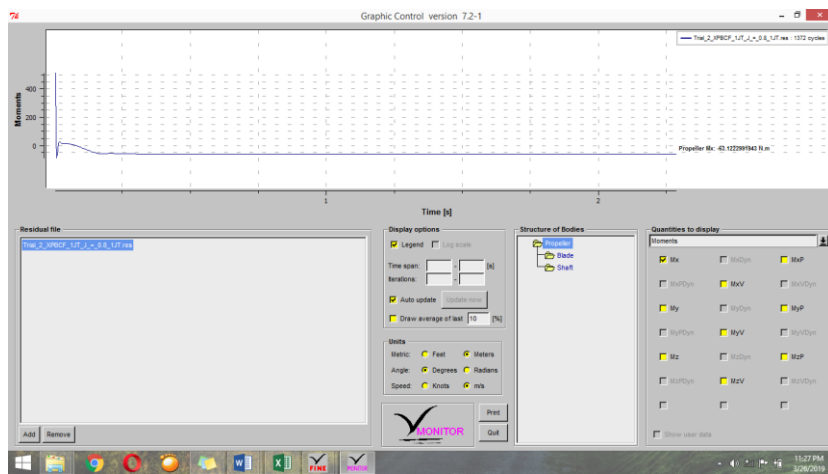 Graphic Control version 7.2-1
Trial_2_XPBCF_1JT_J_=_0.8_1JT.res : 1372 cycles
Moments
400
200
0
Propeller Mx: -63.1222991943 N.m
1
2
Time [s]
Residual file
Trial_2_XPBCF_1JT_J_=_0.8_1JT.res
Add
Remove
Display options
Legend
Log scale
Time span:
-
[s]
Iterations:
-
Auto update
Update now
Draw average of last
10
[%]
Units
Metric:
Feet
Meters
Angle:
Degrees
Radians
Speed:
Knots
m/s
MONITOR
Print
Quit
Structure of Bodies
Propeller
Blade
Shaft
Quantities to display
Moments
Mx
MxDyn
MxP
MxPDyn
MxV
MxVDyn
My
MyDyn
MyP
MyPDyn
MyV
MyVDyn
Mz
MzDyn
MzP
MzPDyn
MzV
MzVDyn
Show user data
FINE
MONITOR
11:27 PM
3/26/2019